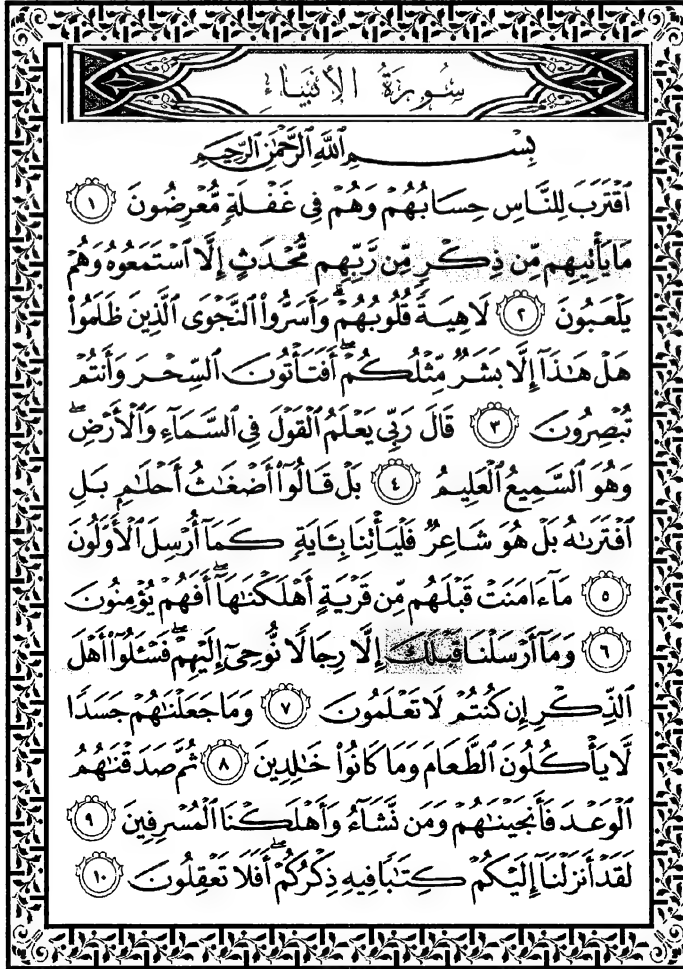 سُورَةُ الأَنبيَاء
بِسْمِ ٱللَّهِ ٱلرَّحْمَٰنِ ٱلرَّحِيمِ
ٱقْتَرَبَ لِلنَّاسِ حِسَابُهُمْ وَهُمْ فِى غَفْلَةٍ مُّعْرِضُونَ ١
مَا يَأْتِيهِم مِّن ذِكْرٍ مِّن رَّبِّهِم مُّحْدَثٍ إِلَّا ٱسْتَمَعُوهُ وَهُمْ
يَلْعَبُونَ ٢ لَاهِيَةً قُلُوبُهُمْ ۗ وَأَسَرُّوا۟ ٱلنَّجْوَى ٱلَّذِينَ ظَلَمُوا۟
هَلْ هَٰذَآ إِلَّا بَشَرٌ مِّثْلُكُمْ ۖ أَفَتَأْتُونَ ٱلسِّحْرَ وَأَنتُمْ
تُبْصِرُونَ ٣ قَالَ رَبِّى يَعْلَمُ ٱلْقَوْلَ فِى ٱلسَّمَآءِ وَٱلْأَرْضِ ۖ
وَهُوَ ٱلسَّمِيعُ ٱلْعَلِيمُ ٤ بَلْ قَالُوٓا۟ أَضْغَٰثُ أَحْلَٰمٍۭ بَلِ
ٱفْتَرَىٰهُ بَلْ هُوَ شَاعِرٌ فَلْيَأْتِنَا بِـَٔايَةٍ كَمَآ أُرْسِلَ ٱلْأَوَّلُونَ
٥ مَآ ءَامَنَتْ قَبْلَهُم مِّن قَرْيَةٍ أَهْلَكْنَٰهَآ ۖ أَفَهُمْ يُؤْمِنُونَ
٦ وَمَآ أَرْسَلْنَا قَبْلَكَ إِلَّا رِجَالًا نُّوحِىٓ إِلَيْهِمْ ۖ فَسْـَٔلُوٓا۟ أَهْلَ
ٱلذِّكْرِ إِن كُنتُمْ لَا تَعْلَمُونَ ٧ وَمَا جَعَلْنَٰهُمْ جَسَدًا
لَّا يَأْكُلُونَ ٱلطَّعَامَ وَمَا كَانُوا۟ خَٰلِدِينَ ٨ ثُمَّ صَدَقْنَٰهُمُ
ٱلْوَعْدَ فَأَنجَيْنَٰهُمْ وَمَن نَّشَآءُ وَأَهْلَكْنَا ٱلْمُسْرِفِينَ ٩
لَقَدْ أَنزَلْنَآ إِلَيْكُمْ كِتَٰبًا فِيهِ ذِكْرُكُمْ ۖ أَفَلَا تَعْقِلُونَ ١٠